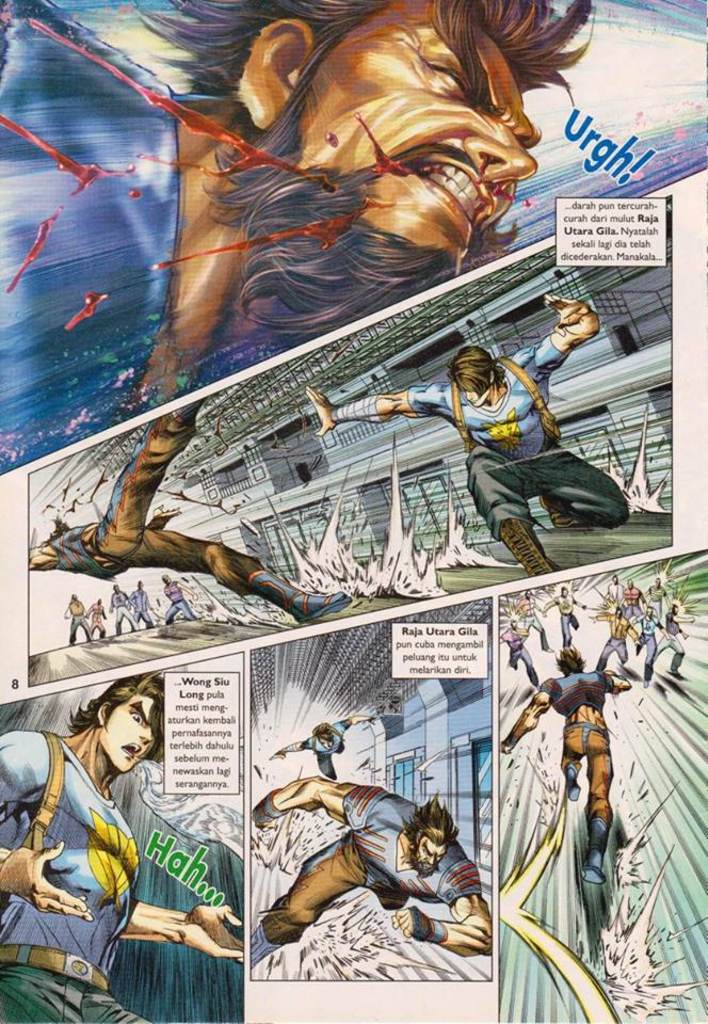 Urgh!
...darah pun tercurah-
curah dari mulut Raja
Utara Gila. Nyatalah
sekali lagi dia telah
dicederakan. Manakala...
8
...Wong Siu
Long pula
mesti meng-
aturkan kembali
pernafasannya
terlebih dahulu
sebelum me-
newaskan lagi
serangannya.
Hah...
Raja Utara Gila
pun cuba mengambil
peluang itu untuk
melarikan diri.